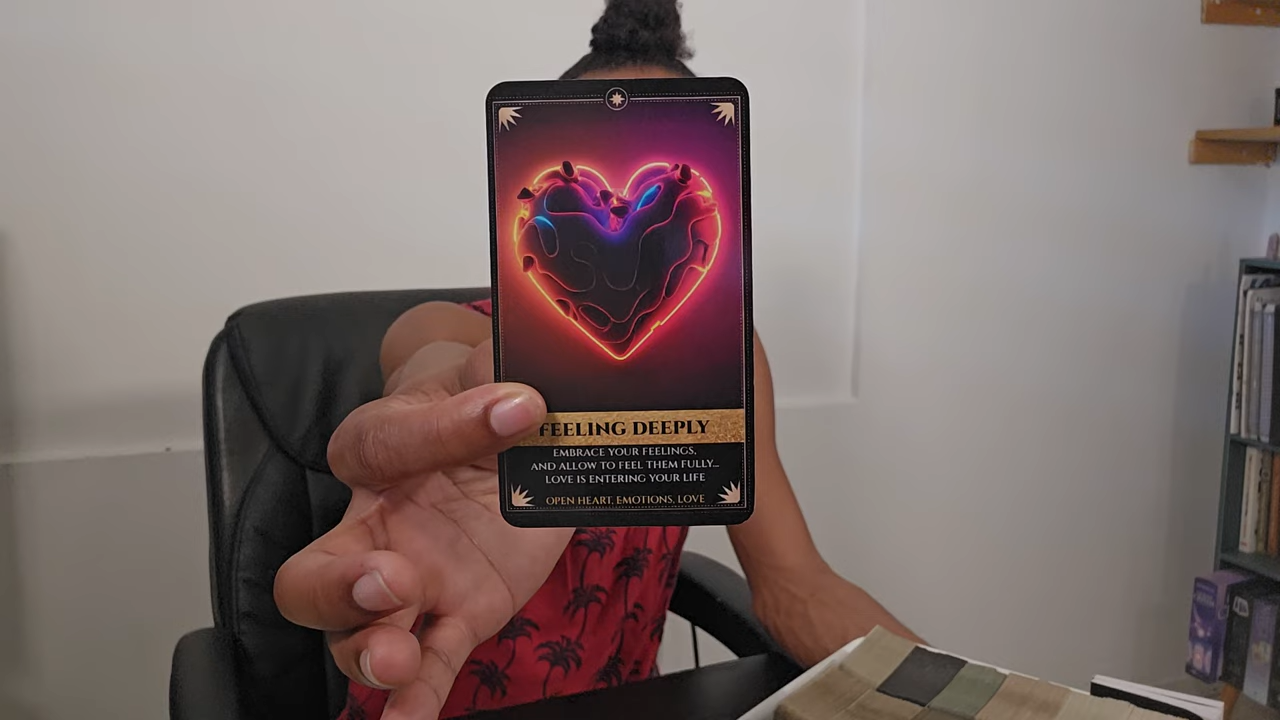 FEELING DEEPLY
EMBRACE YOUR FEELINGS,
AND ALLOW TO FEEL THEM FULLY...
LOVE IS ENTERING YOUR LIFE
OPEN HEART, EMOTIONS, LOVE